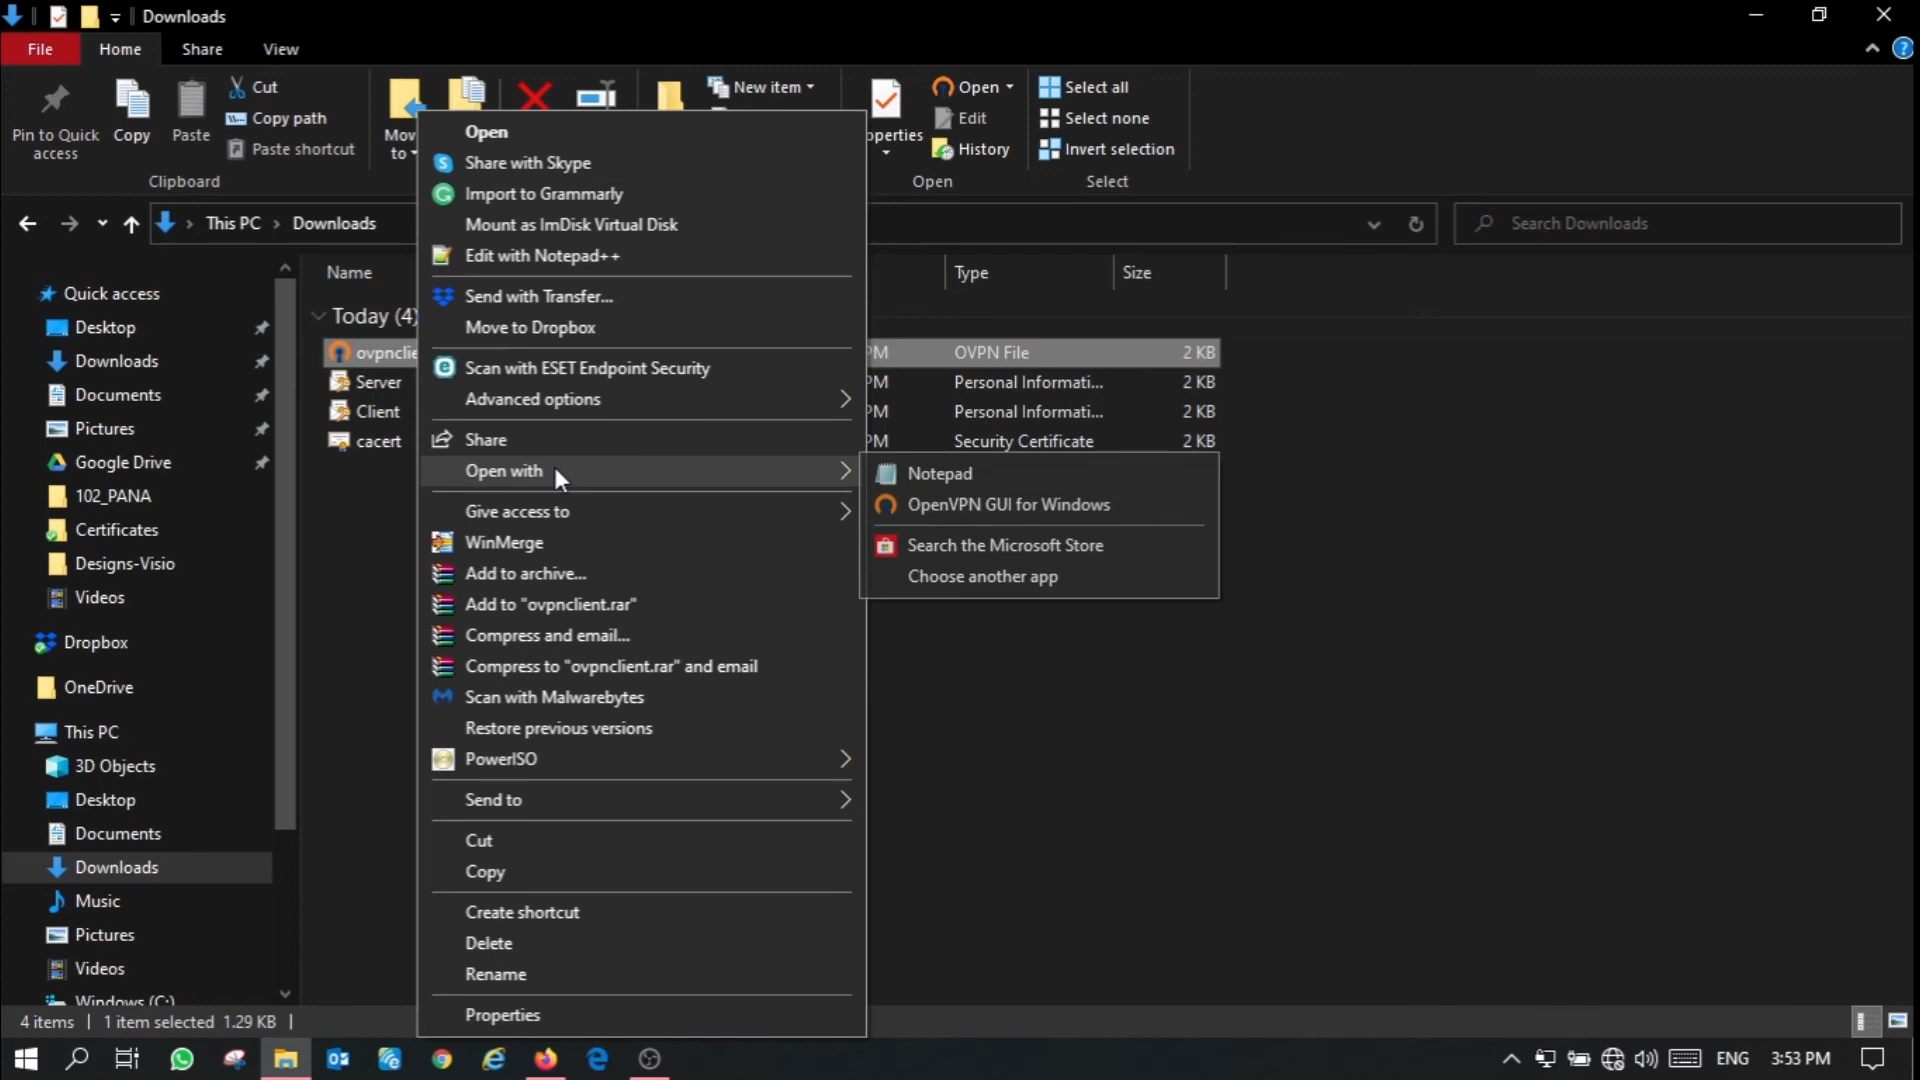 Downloads
File Home Share View
Pin to Quick access
Copy
Paste
Cut
Copy path
Paste shortcut
Clipboard
Move to
New item
Open
Edit
History
Open
Select all
Select none
Invert selection
Select
This PC > Downloads
Search Downloads
Name Type Size
Today (4)
ovpnclie PM OVPN File 2 KB
Server PM Personal Informati... 2 KB
Client PM Personal Informati... 2 KB
cacert PM Security Certificate 2 KB
Quick access
Desktop
Downloads
Documents
Pictures
Google Drive
102_PANA
Certificates
Designs-Visio
Videos
Dropbox
OneDrive
This PC
3D Objects
Desktop
Documents
Downloads
Music
Pictures
Videos
Windows (C:)
Open
Share with Skype
Import to Grammarly
Mount as ImDisk Virtual Disk
Edit with Notepad++
Send with Transfer...
Move to Dropbox
Scan with ESET Endpoint Security
Advanced options
Share
Open with
Give access to
WinMerge
Add to archive...
Add to "ovpnclient.rar"
Compress and email...
Compress to "ovpnclient.rar" and email
Scan with Malwarebytes
Restore previous versions
PowerISO
Send to
Cut
Copy
Create shortcut
Delete
Rename
Properties
Notepad
OpenVPN GUI for Windows
Search the Microsoft Store
Choose another app
4 items | 1 item selected 1.29 KB |
ENG 3:53 PM